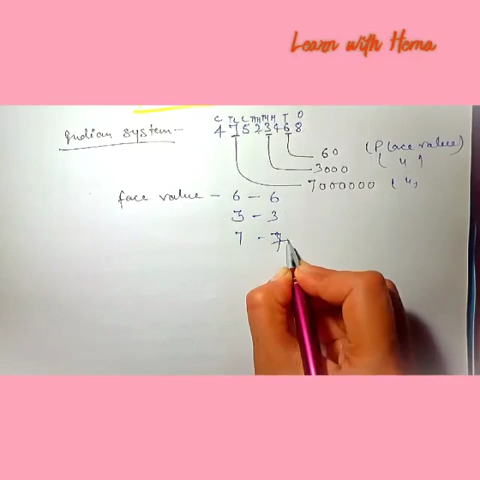 Learn with Hema
C TL L TTH TH H T O
Indian System - 4 7 5 2 3 4 6 8
60 (Place value)
3000 ( " )
7000000 ( " )
face value - 6 - 6
3 - 3
7 - 7